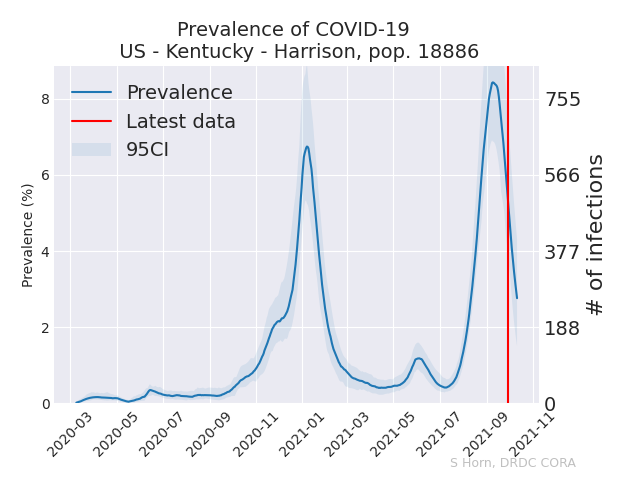 Prevalence of COVID-19
US - Kentucky - Harrison, pop. 18886
Prevalence
Latest data
95CI
Prevalence (%)
8
6
4
2
0
755
566
377
188
0
# of infections
2020-03
2020-05
2020-07
2020-09
2020-11
2021-01
2021-03
2021-05
2021-07
2021-09
2021-11
S Horn, DRDC CORA